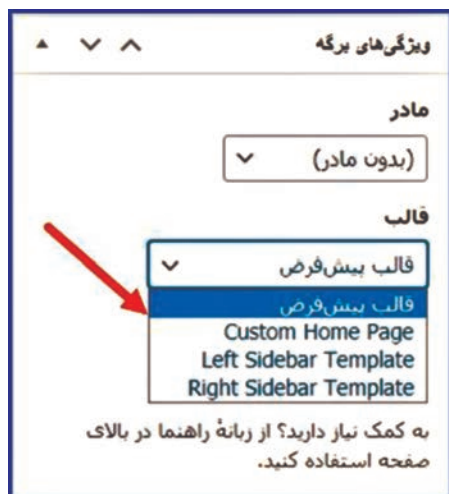 ویژگی‌های برگه
مادر
(بدون مادر)
قالب
قالب پیش‌فرض
قالب پیش‌فرض
Custom Home Page
Left Sidebar Template
Right Sidebar Template
به کمک نیاز دارید؟ از زبانهٔ راهنما در بالای
صفحه استفاده کنید.